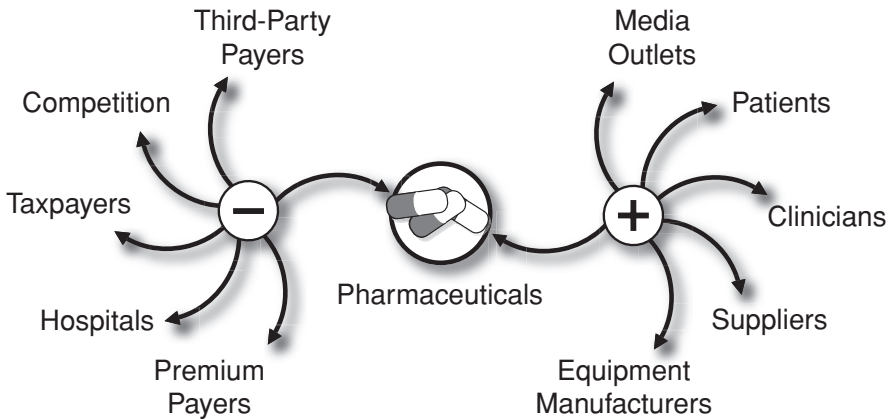 Third-Party
Payers
Media
Outlets
Competition
Patients
Taxpayers
−
+
Clinicians
Pharmaceuticals
Hospitals
Suppliers
Premium
Payers
Equipment
Manufacturers